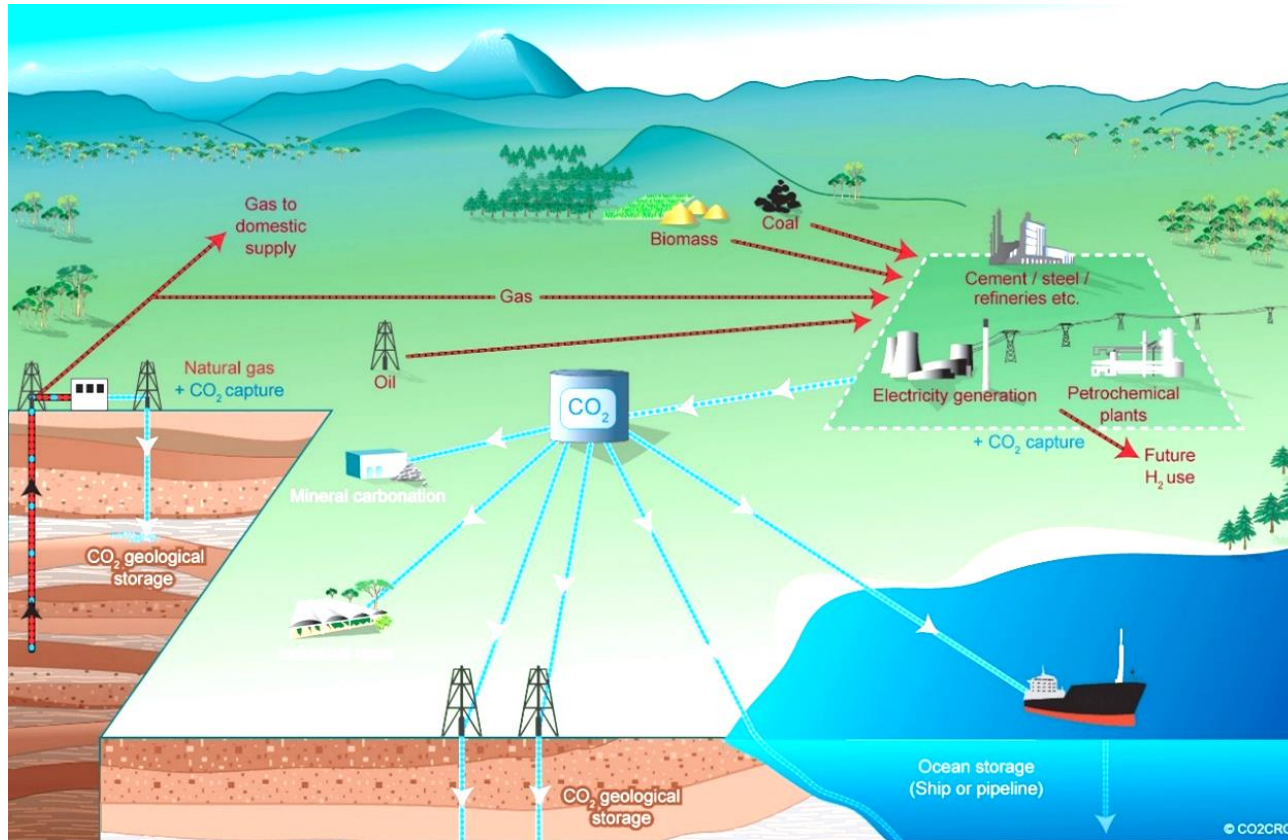 Gas to
domestic
supply
Biomass
Coal
Cement / steel /
refineries etc.
Gas
Natural gas
+ CO₂ capture
Oil
CO₂
Electricity generation
Petrochemical
plants
+ CO₂ capture
Future
H₂ use
Mineral carbonation
CO₂ geological
storage
CO₂ geological
storage
Ocean storage
(Ship or pipeline)